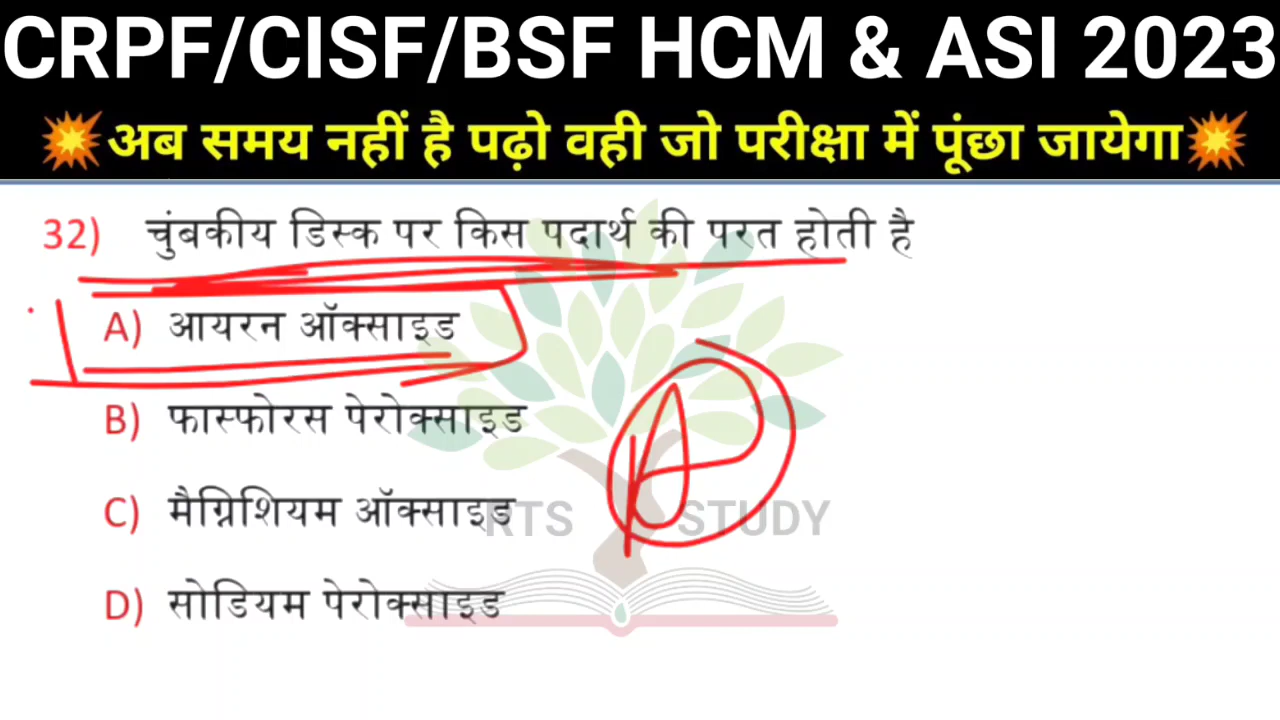 CRPF/CISF/BSF HCM & ASI 2023
💥अब समय नहीं है पढ़ो वही जो परीक्षा में पूंछा जायेगा💥
32) चुंबकीय डिस्क पर किस पदार्थ की परत होती है
A) आयरन ऑक्साइड
B) फास्फोरस पेरोक्साइड
C) मैग्निशियम ऑक्साइड
D) सोडियम पेरोक्साइड
A
RTS STUDY